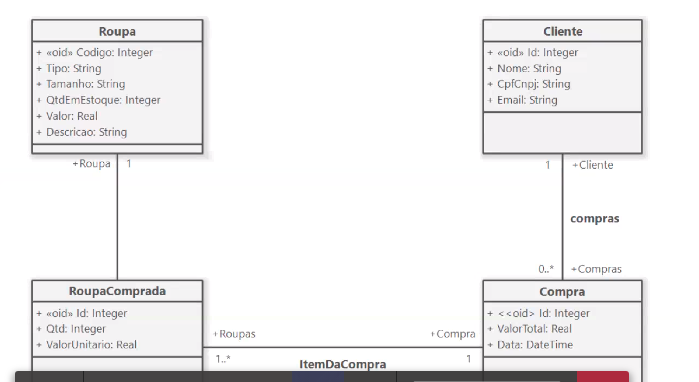 Roupa
+ «oid» Codigo: Integer
+ Tipo: String
+ Tamanho: String
+ QtdEmEstoque: Integer
+ Valor: Real
+ Descricao: String
+Roupa 1
Cliente
+ «oid» Id: Integer
+ Nome: String
+ CpfCnpj: String
+ Email: String
1 +Cliente
compras
0..* +Compras
RoupaComprada
+ «oid» Id: Integer
+ Qtd: Integer
+ ValorUnitario: Real
+Roupas +Compra
1..* 1
ItemDaCompra
Compra
+ <<oid> Id: Integer
+ ValorTotal: Real
+ Data: DateTime